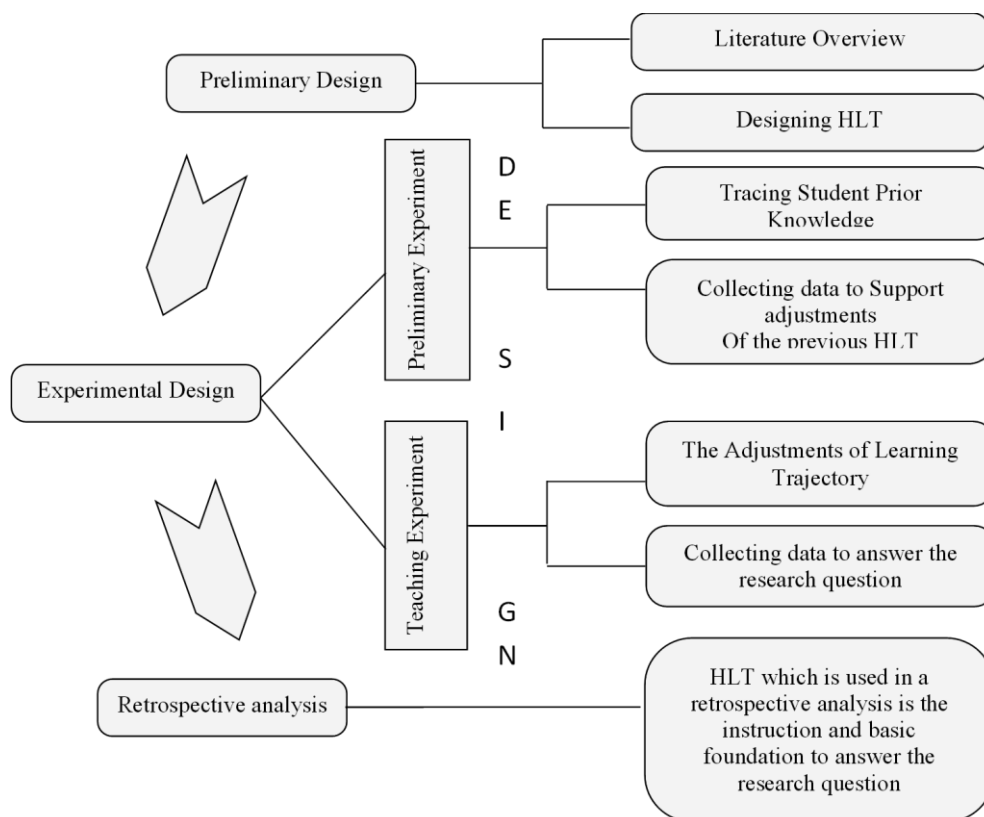 Literature Overview
Preliminary Design
Designing HLT
Preliminary Experiment
D
E
S
I
G
N
Tracing Student Prior
Knowledge
Collecting data to Support
adjustments
Of the previous HLT
Experimental Design
Teaching Experiment
The Adjustments of Learning
Trajectory
Collecting data to answer the
research question
Retrospective analysis
HLT which is used in a
retrospective analysis is the
instruction and basic
foundation to answer the
research question